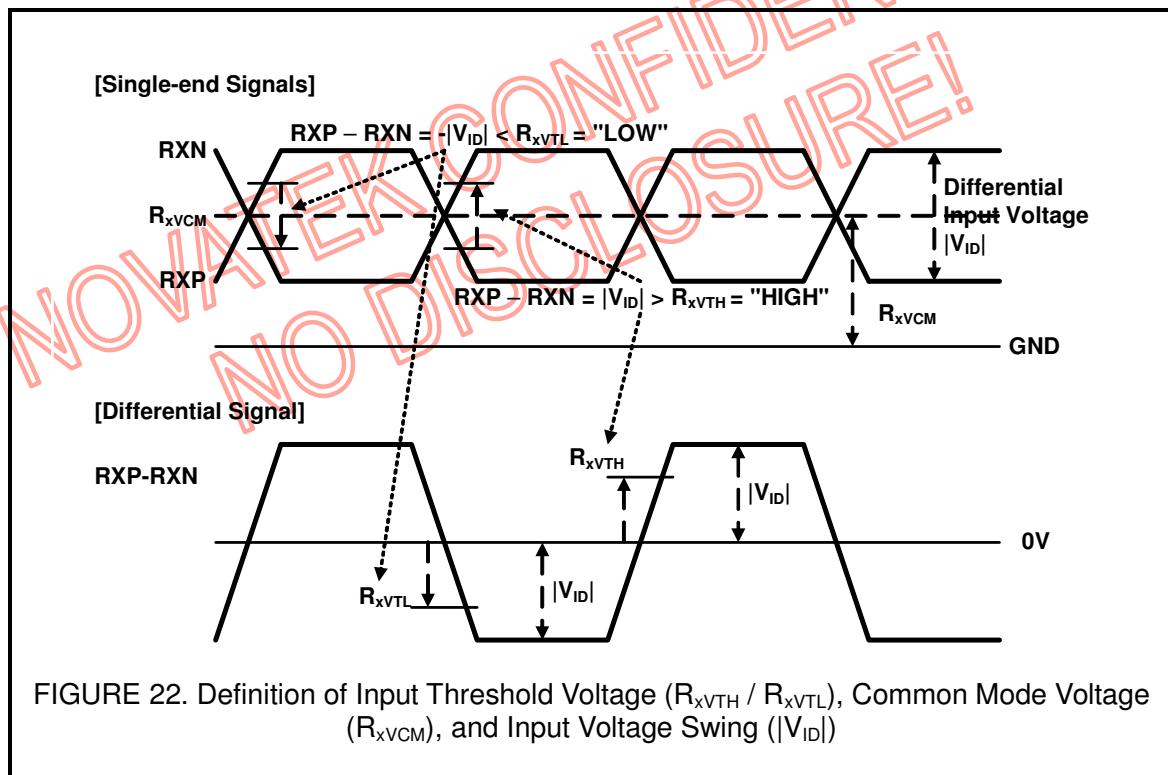 NOVATEK CONFIDEN
NO DISCLOSURE!
[Single-end Signals]
RXP – RXN = -|VID| < RxVTL = "LOW"
RXN
Differential
Input Voltage
|VID|
RxVCM
RXP
RXP – RXN = |VID| > RxVTH = "HIGH"
RxVCM
GND
[Differential Signal]
RxVTH
RXP-RXN
|VID|
0V
RxVTL
|VID|
FIGURE 22. Definition of Input Threshold Voltage (RxVTH / RxVTL), Common Mode Voltage
(RxVCM), and Input Voltage Swing (|VID|)